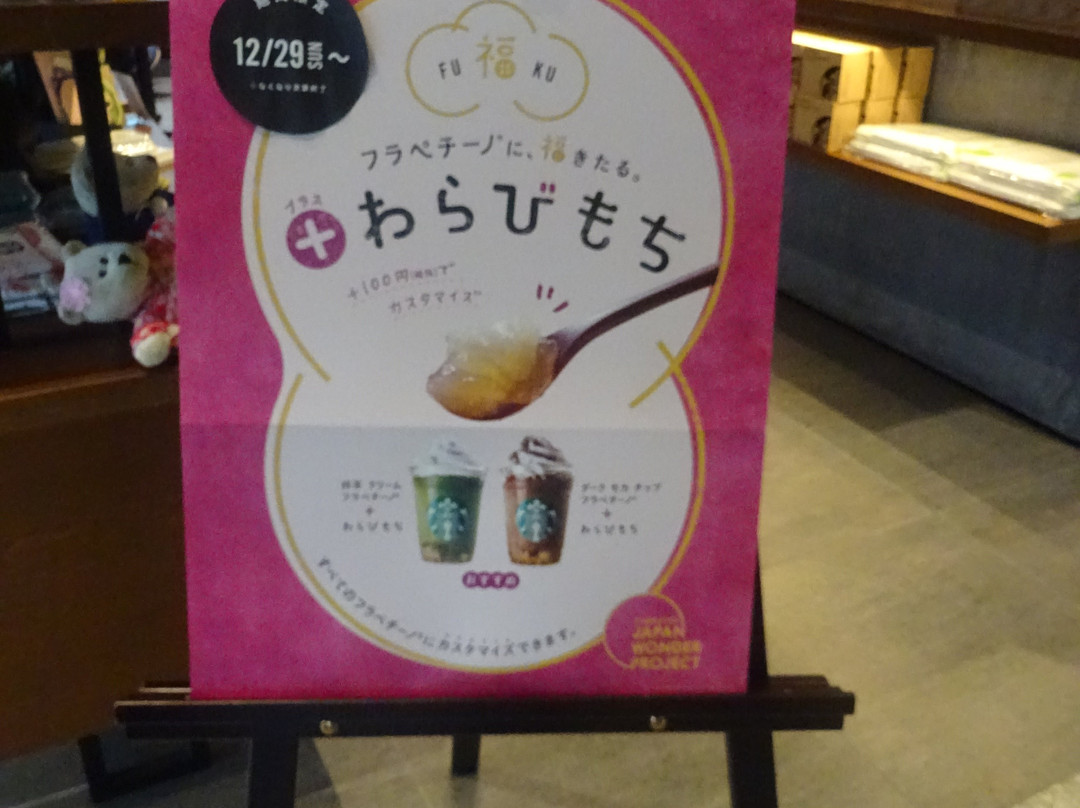 12/29 SUN 〜
FU 福 KU
フラペチーノ®に、福きたる。
プラス
+ わらびもち
+100円(税抜)で
カスタマイズ
抹茶 クリーム
フラペチーノ®
+
わらびもち
ダーク モカ チップ
フラペチーノ®
+
わらびもち
おすすめ
すべてのフラペチーノ®にカスタマイズできます。
JAPAN
WONDER
PROJECT